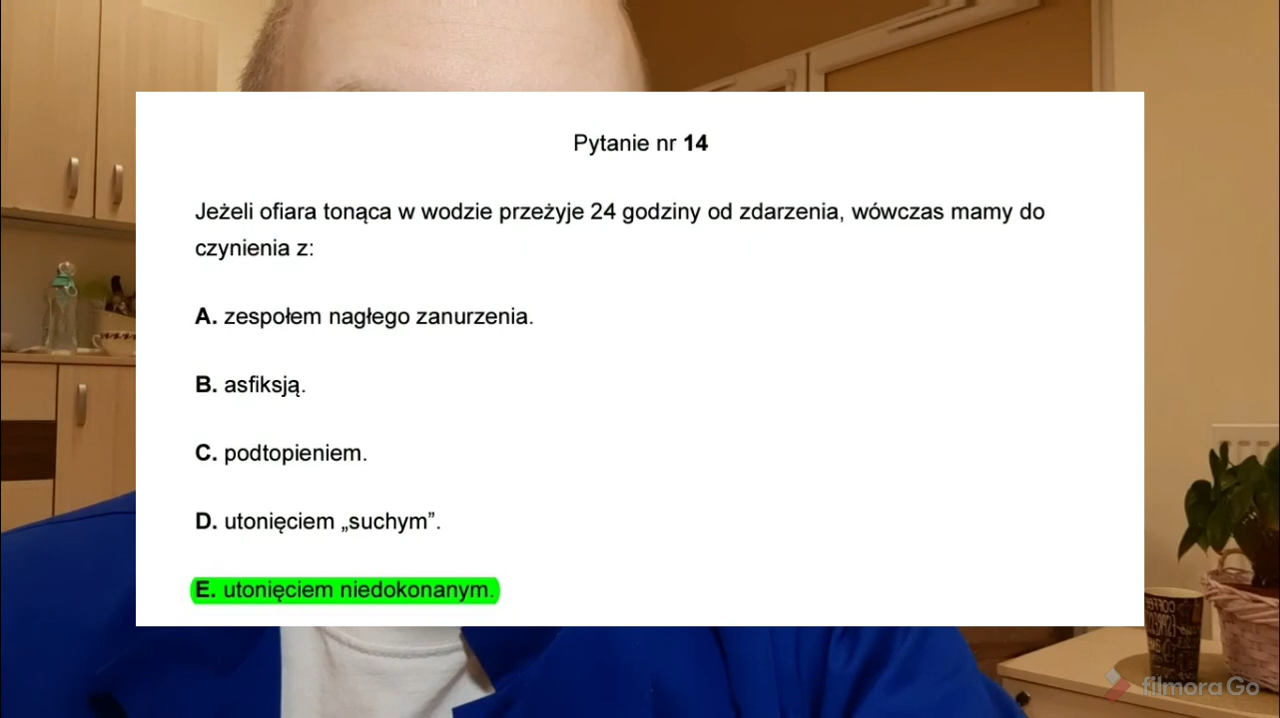 Pytanie nr 14
Jeżeli ofiara tonąca w wodzie przeżyje 24 godziny od zdarzenia, wówczas mamy do
czynienia z:
A. zespołem nagłego zanurzenia.
B. asfiksją.
C. podtopieniem.
D. utonięciem „suchym”.
E. utonięciem niedokonanym.
filmora Go